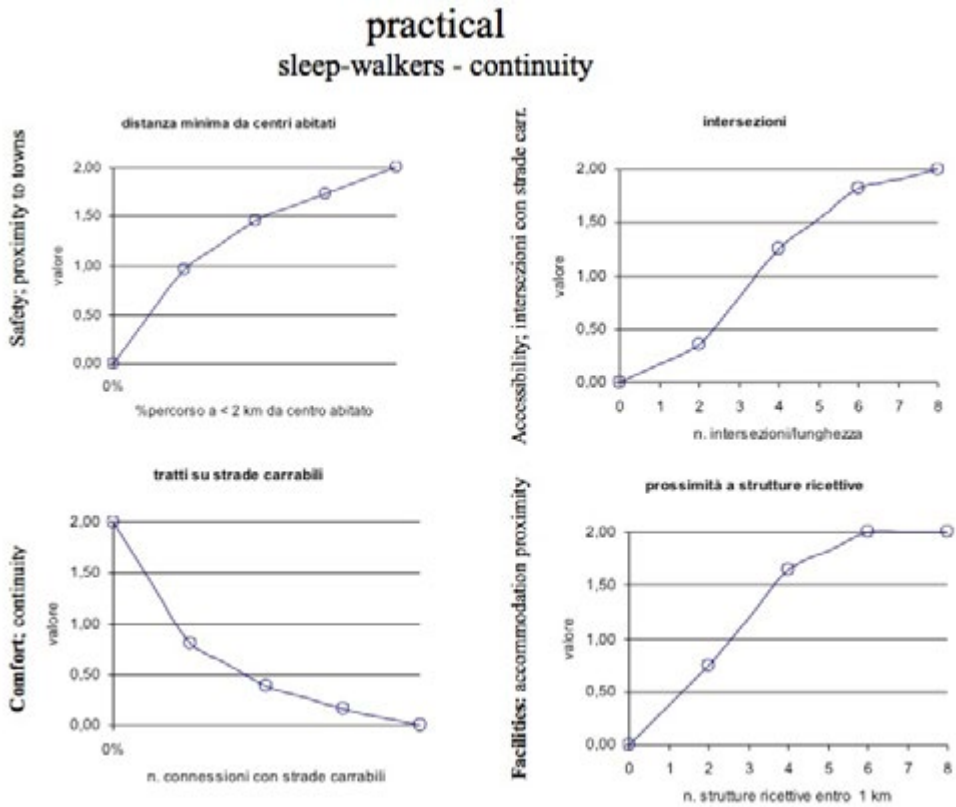 practical
sleep-walkers - continuity
Safety; proximity to towns
distanza minima da centri abitati
2,00
1,50
1,00
0,50
0,00
valore
0%
%percorso a < 2 km da centro abitato
Accessibility; intersezioni con strade carr.
intersezioni
2,00
1,50
1,00
0,50
0,00
valore
0 1 2 3 4 5 6 7 8
n. intersezioni/lunghezza
Comfort; continuity
tratti su strade carrabili
2,00
1,50
1,00
0,50
0,00
valore
0%
n. connessioni con strade carrabili
Facilities: accommodation proximity
prossimità a strutture ricettive
2,00
1,50
1,00
0,50
0,00
valore
0 1 2 3 4 5 6 7 8
n. strutture ricettive entro 1 km